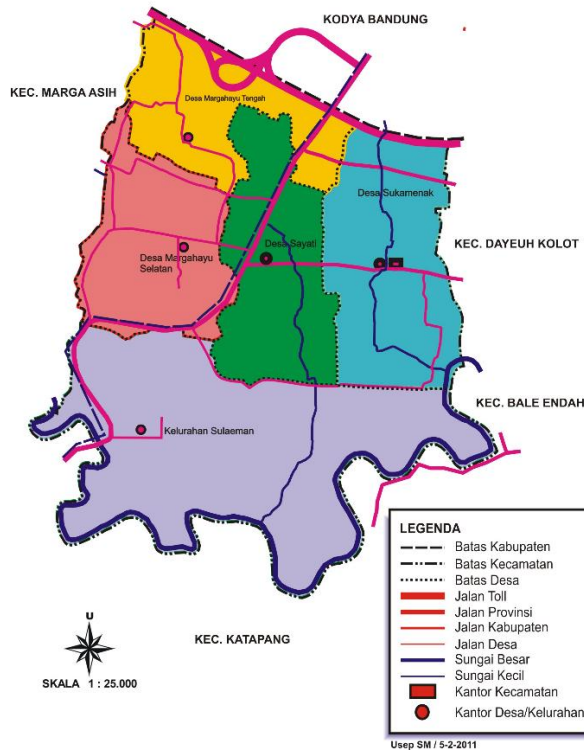 KODYA BANDUNG
KEC. MARGA ASIH
Desa Margahayu Tengah
Desa Sukamenak
Desa Sayati
KEC. DAYEUH KOLOT
Desa Margahayu
Selatan
KEC. BALE ENDAH
Kelurahan Sulaeman
LEGENDA
Batas Kabupaten
Batas Kecamatan
Batas Desa
Jalan Toll
Jalan Provinsi
Jalan Kabupaten
Jalan Desa
Sungai Besar
Sungai Kecil
Kantor Kecamatan
Kantor Desa/Kelurahan
U
KEC. KATAPANG
SKALA 1 : 25.000
Usep SM / 5-2-2011